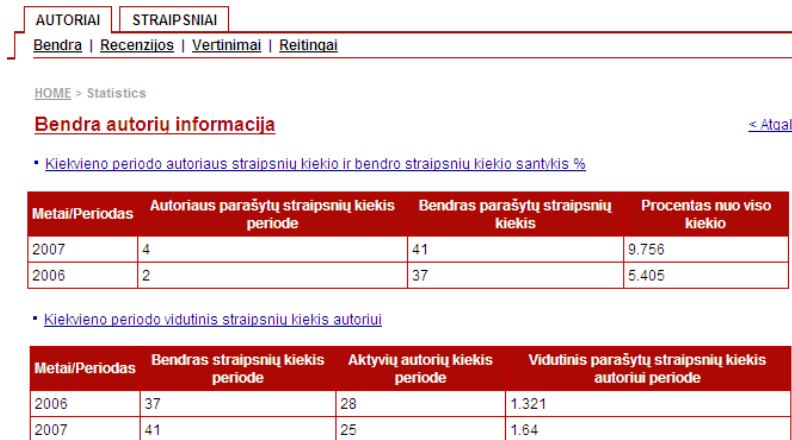 AUTORIAI STRAIPSNIAI
Bendra | Recenzijos | Vertinimai | Reitingai
HOME > Statistics
Bendra autorių informacija
< Atgal
Kiekvieno periodo autoriaus straipsnių kiekio ir bendro straipsnių kiekio santykis %
Metai/Periodas Autoriaus parašytų straipsnių kiekis periode Bendras parašytų straipsnių kiekis Procentas nuo viso kiekio
2007 4 41 9.756
2006 2 37 5.405
Kiekvieno periodo vidutinis straipsnių kiekis autoriui
Metai/Periodas Bendras straipsnių kiekis periode Aktyvių autorių kiekis periode Vidutinis parašytų straipsnių kiekis autoriui periode
2006 37 28 1.321
2007 41 25 1.64